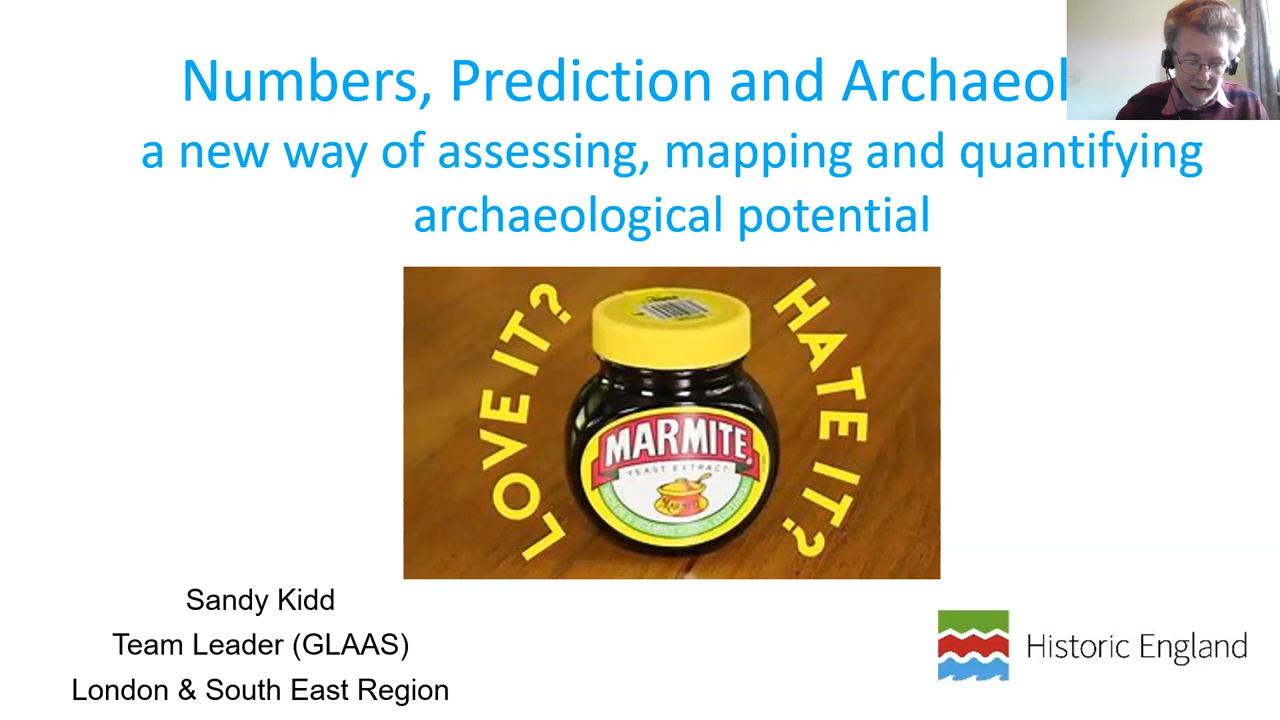 Numbers, Prediction and Archaeol
a new way of assessing, mapping and quantifying
archaeological potential
LOVE IT?
HATE IT?
MARMITE
YEAST EXTRACT
Sandy Kidd
Team Leader (GLAAS)
London & South East Region
Historic England